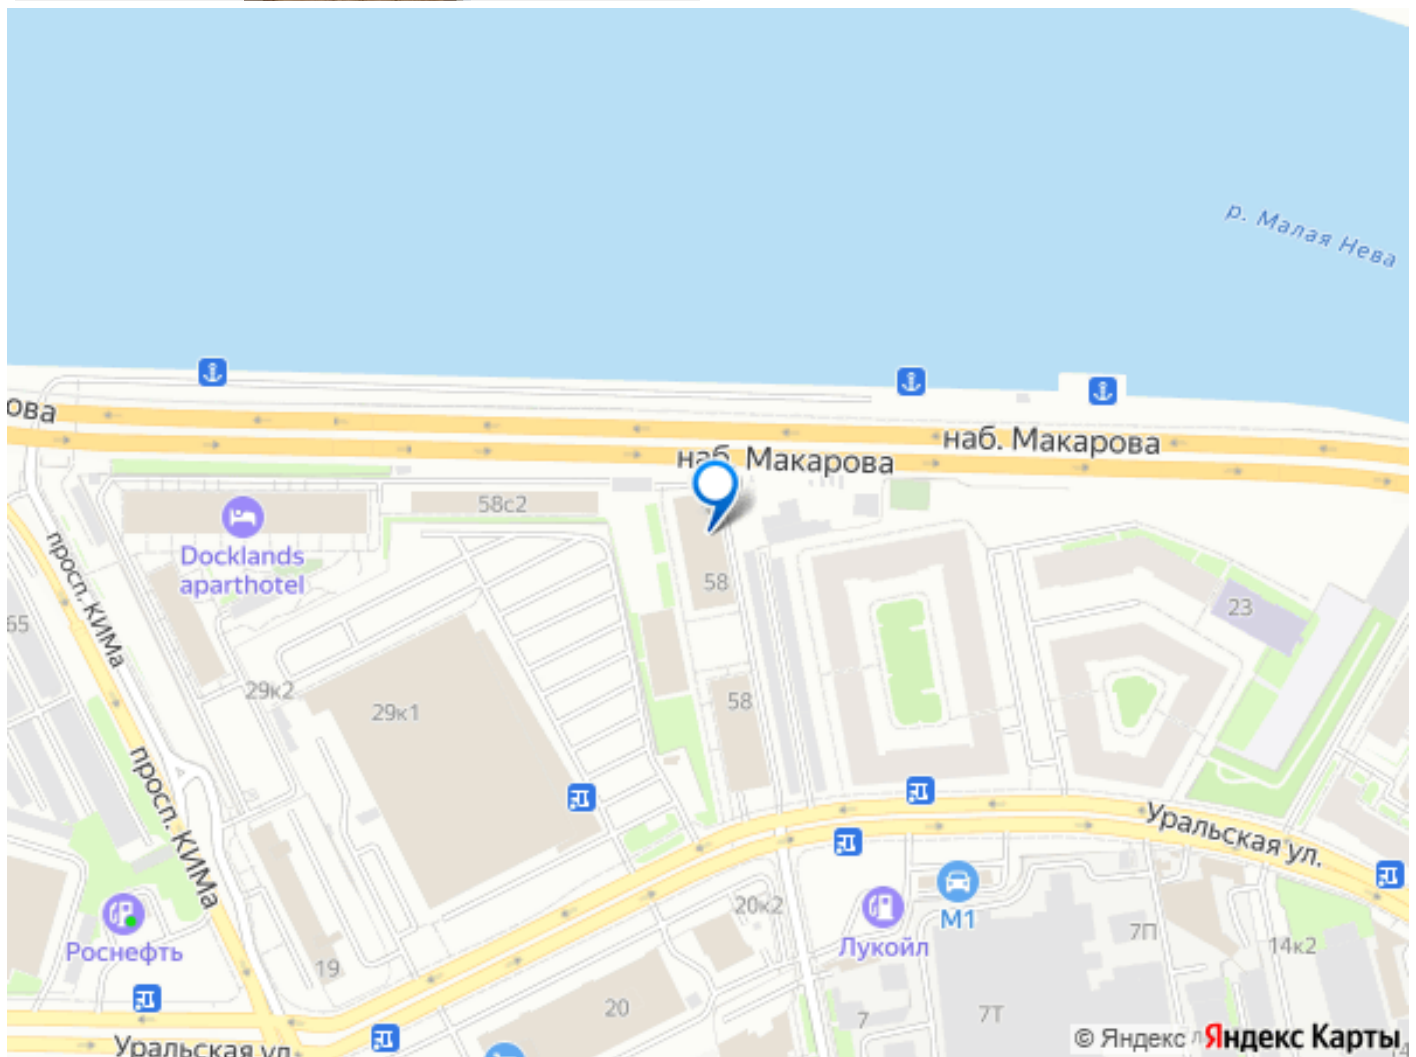 р. Малая Нева
ова
наб. Макарова
наб. Макарова
58с2
Docklands
aparthotel
просп. КИМа
58
23
65
29к2
29к1
58
просп. КИМа
Уральская ул.
20к2
М1
Роснефть
Лукойл
7П
14к2
19
20
7
7Т
Уральская ул.
© Яндекс Яндекс Карты